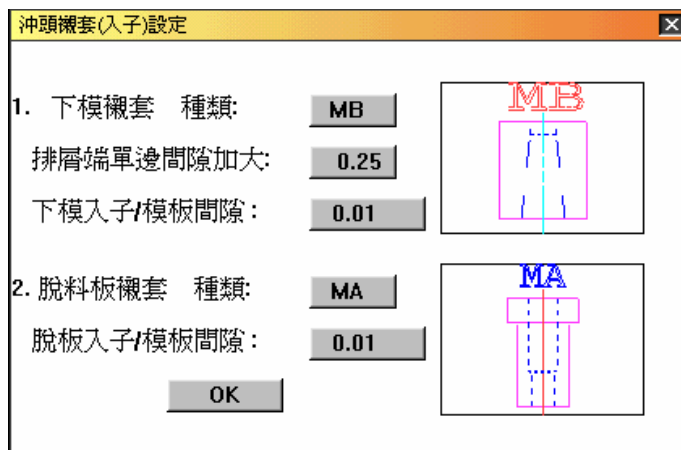 沖頭襯套(入子)設定
MB
1. 下模襯套 種類: MB
排屑端單邊間隙加大: 0.25
下模入子/模板間隙: 0.01
MA
2. 脫料板襯套 種類: MA
脫板入子/模板間隙: 0.01
OK